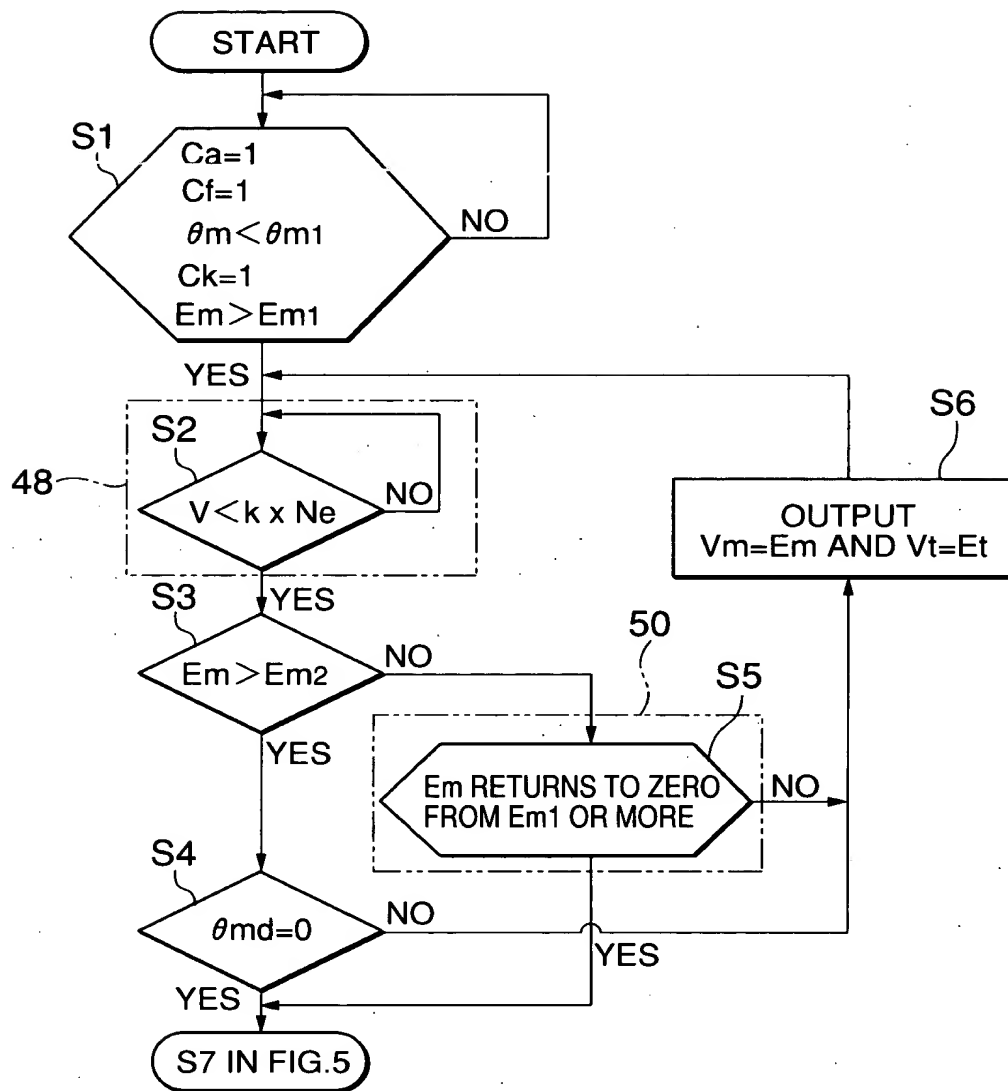 START
S1
Ca=1
Cf=1
θm<θm1
Ck=1
Em>Em1
NO
YES
S6
48
S2
V<k x Ne
NO
OUTPUT
Vm=Em AND Vt=Et
YES
S3
Em>Em2
NO
50
S5
YES
Em RETURNS TO ZERO
FROM Em1 OR MORE
NO
S4
θmd=0
NO
YES
YES
S7 IN FIG.5